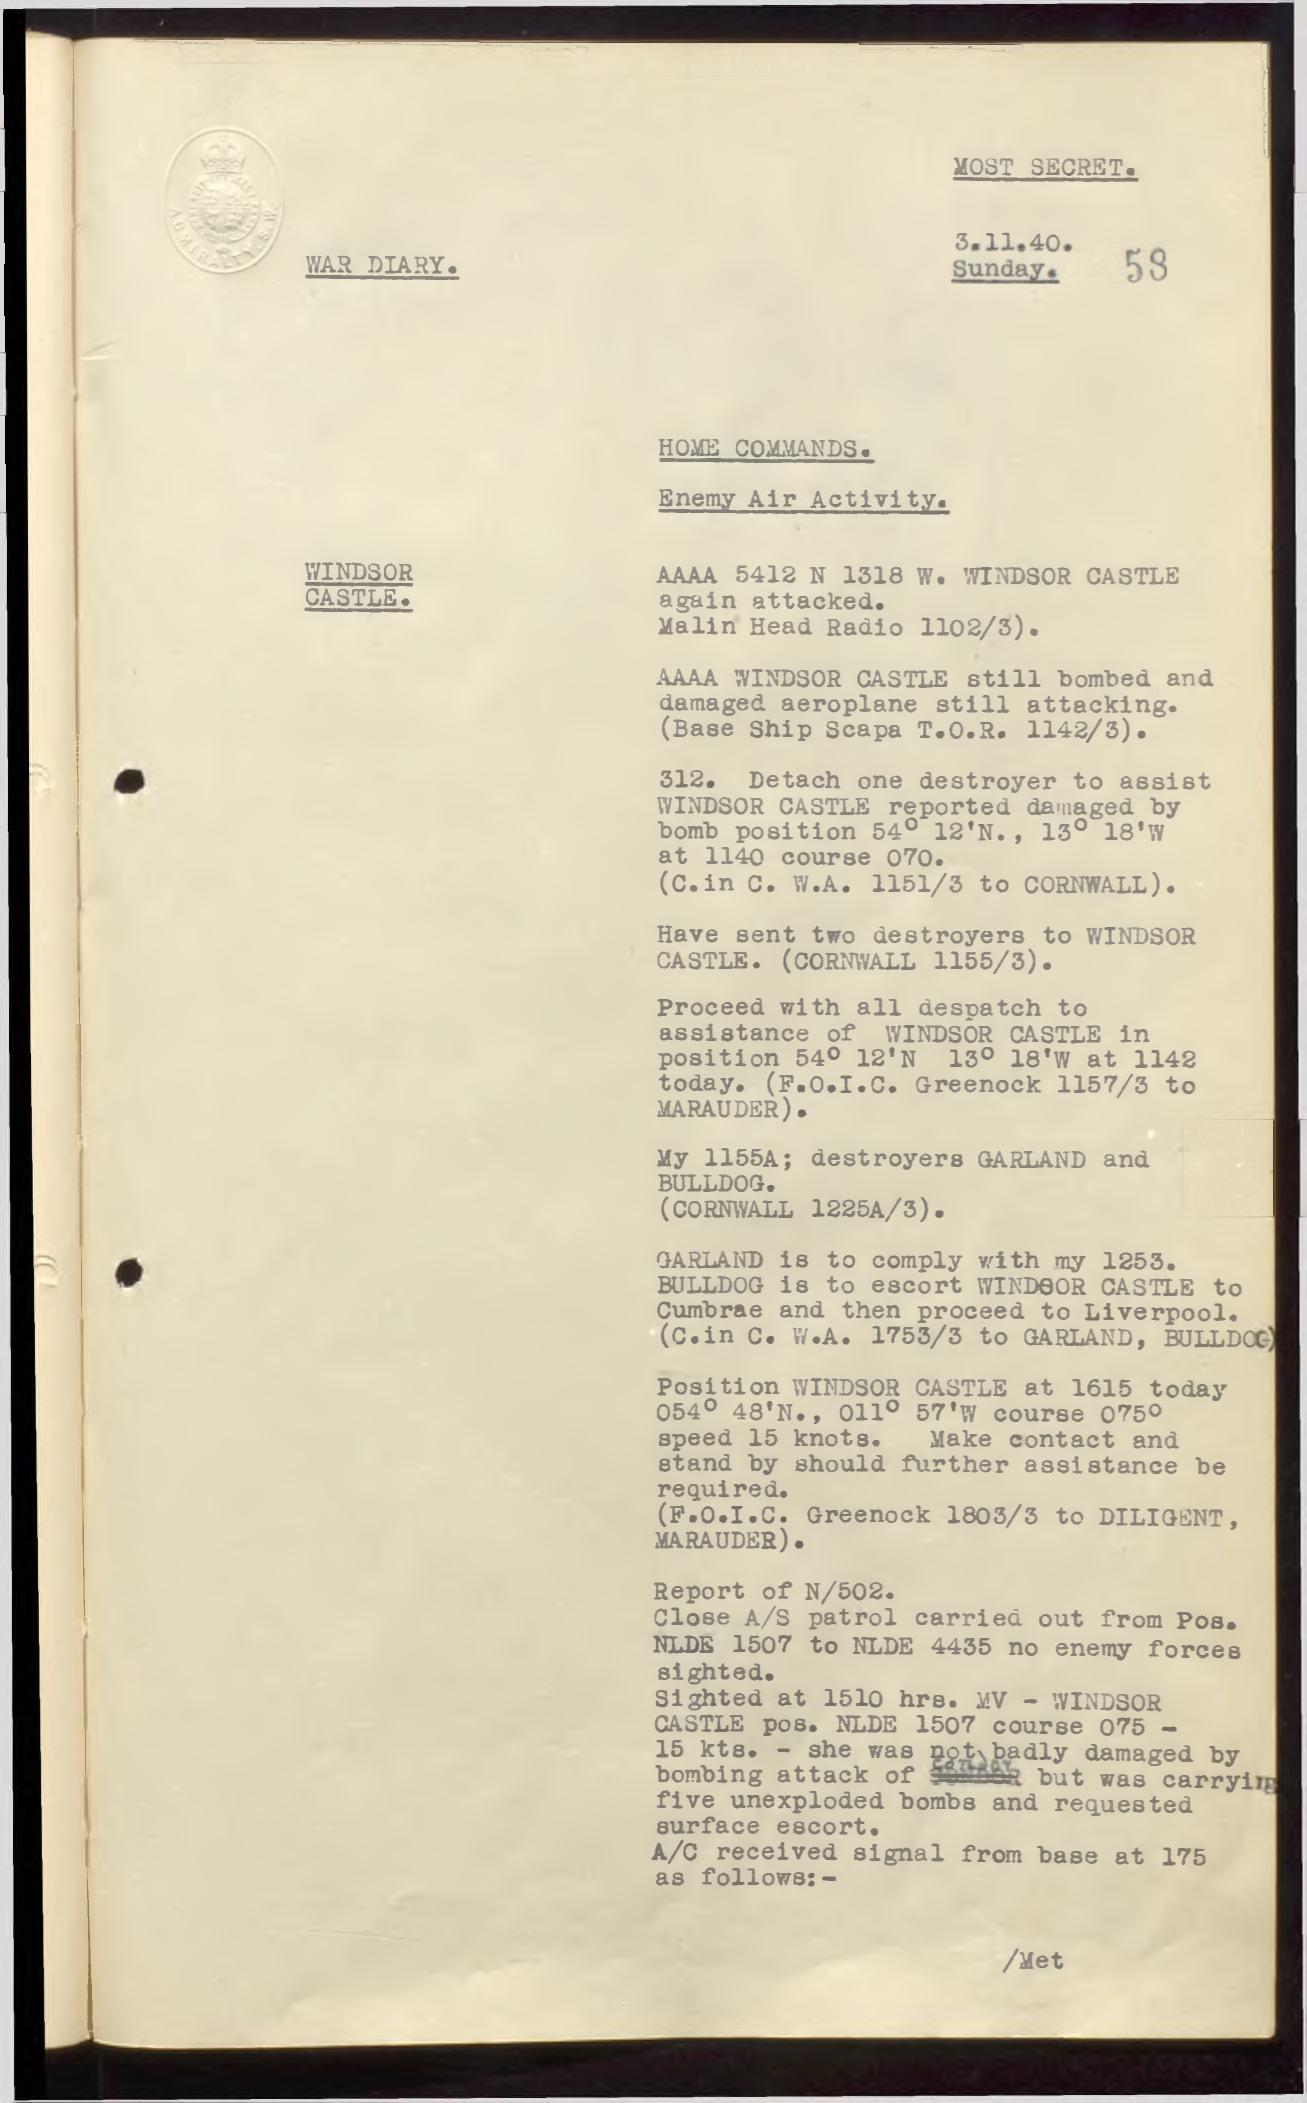 MOST SECRET.
3.11.40.
Sunday.
58
ADMIRALTY. S.W.
WAR DIARY.
HOME COMMANDS.
Enemy Air Activity.
WINDSOR
CASTLE.
AAAA 5412 N 1318 W. WINDSOR CASTLE
again attacked.
Malin Head Radio 1102/3).
AAAA WINDSOR CASTLE still bombed and
damaged aeroplane still attacking.
(Base Ship Scapa T.O.R. 1142/3).
312. Detach one destroyer to assist
WINDSOR CASTLE reported damaged by
bomb position 54° 12'N., 13° 18'W
at 1140 course 070.
(C.in C. W.A. 1151/3 to CORNWALL).
Have sent two destroyers to WINDSOR
CASTLE. (CORNWALL 1155/3).
Proceed with all despatch to
assistance of WINDSOR CASTLE in
position 54° 12'N 13° 18'W at 1142
today. (F.O.I.C. Greenock 1157/3 to
MARAUDER).
My 1155A; destroyers GARLAND and
BULLDOG.
(CORNWALL 1225A/3).
GARLAND is to comply with my 1253.
BULLDOG is to escort WINDSOR CASTLE to
Cumbrae and then proceed to Liverpool.
(C.in C. W.A. 1753/3 to GARLAND, BULLDOG)
Position WINDSOR CASTLE at 1615 today
054° 48'N., 011° 57'W course 075°
speed 15 knots. Make contact and
stand by should further assistance be
required.
(F.O.I.C. Greenock 1803/3 to DILIGENT,
MARAUDER).
Report of N/502.
Close A/S patrol carried out from Pos.
NLDE 1507 to NLDE 4435 no enemy forces
sighted.
Sighted at 1510 hrs. MV - WINDSOR
CASTLE pos. NLDE 1507 course 075 -
15 kts. - she was not badly damaged by
bombing attack of but was carrying
five unexploded bombs and requested
surface escort.
A/C received signal from base at 175
as follows:-
/Met